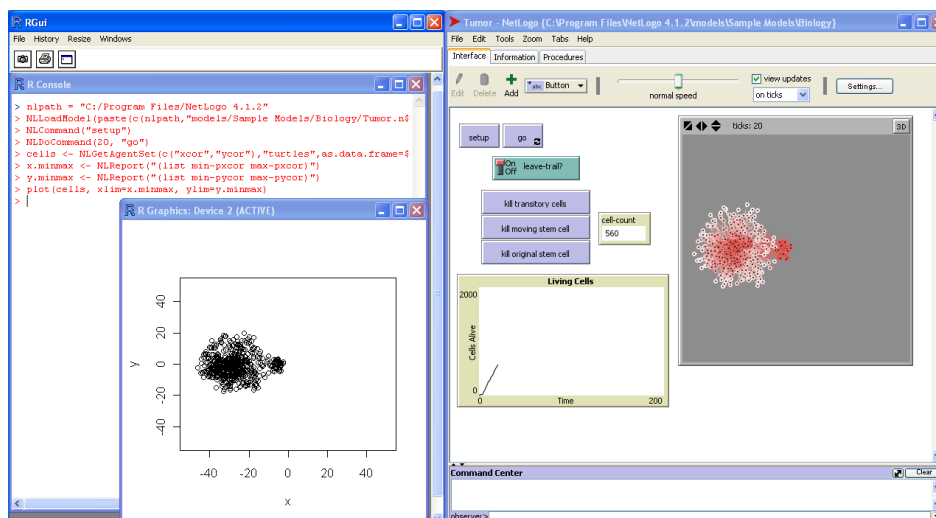 RGui
File History Resize Windows
R Console
> nlpath = "C:/Program Files/NetLogo 4.1.2"
> NLLoadModel(paste(c(nlpath,"models/Sample Models/Biology/Tumor.n$
> NLCommand("setup")
> NLDoCommand(20, "go")
> cells <- NLGetAgentSet(c("xcor","ycor"),"turtles",as.data.frame=$
> x.minmax <- NLReport("(list min-pxcor max-pxcor)")
> y.minmax <- NLReport("(list min-pycor max-pycor)")
> plot(cells, xlim=x.minmax, ylim=y.minmax)
>
R Graphics: Device 2 (ACTIVE)
40
20
0
-20
-40
y
-40 -20 0 20 40
x
Tumor - NetLogo {C:\Program Files\NetLogo 4.1.2\models\Sample Models\Biology}
File Edit Tools Zoom Tabs Help
Interface Information Procedures
Edit Delete Add abc Button normal speed view updates on ticks Settings...
setup go
On
Off
leave-trail?
kill transitory cells
kill moving stem cell
kill original stem cell
cell-count
560
Living Cells
2000
Cells Alive
0
0 Time 200
ticks: 20 3D
Command Center Clear
observer>